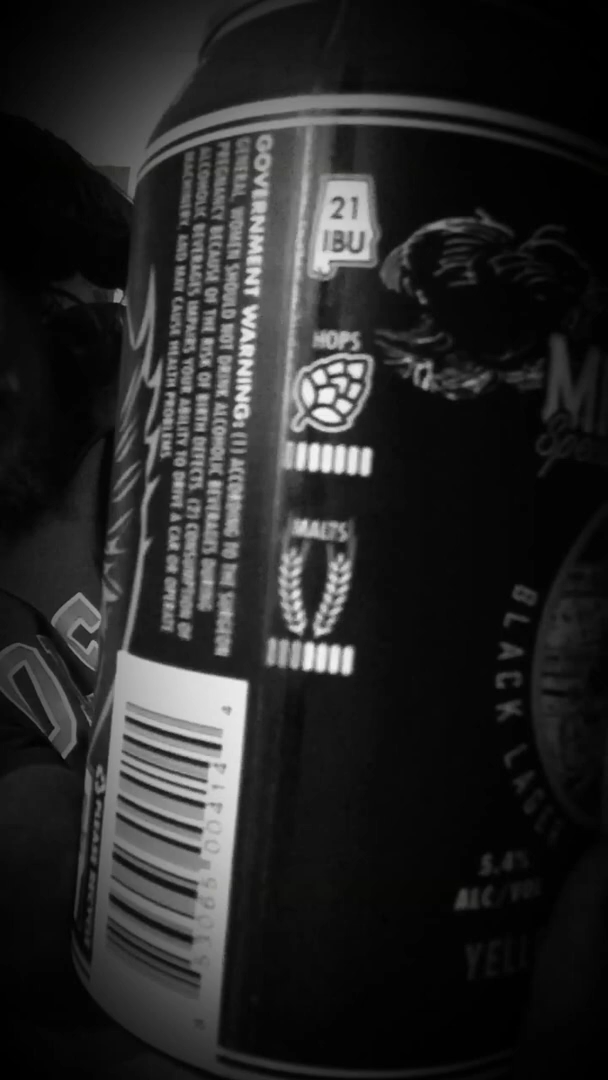 GOVERNMENT WARNING: (1) ACCORDING TO THE SURGEON
GENERAL, WOMEN SHOULD NOT DRINK ALCOHOLIC BEVERAGES DURING
PREGNANCY BECAUSE OF THE RISK OF BIRTH DEFECTS. (2) CONSUMPTION OF
ALCOHOLIC BEVERAGES IMPAIRS YOUR ABILITY TO DRIVE A CAR OR OPERATE
MACHINERY, AND MAY CAUSE HEALTH PROBLEMS.
21
IBU
HOPS
MALTS
BLACK LAGER
5.4%
ALC/VOL
PLEASE RECYCLE